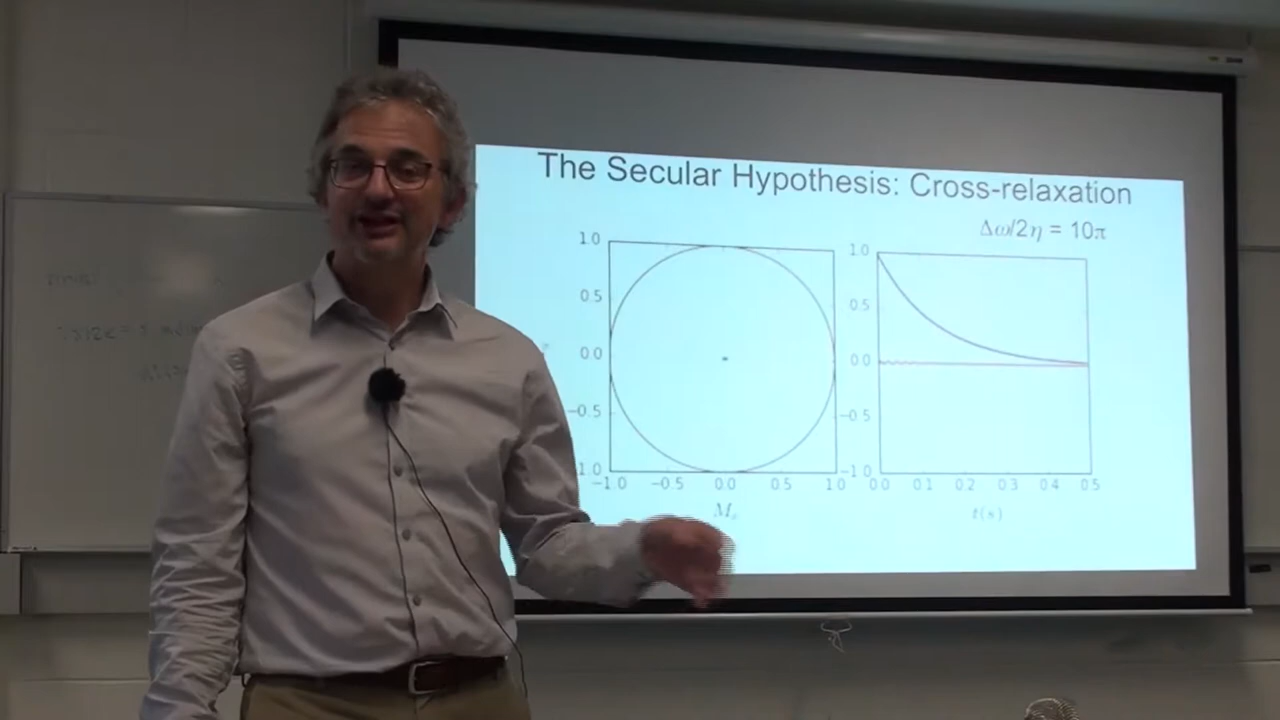 The Secular Hypothesis: Cross-relaxation
Δω/2η = 10π
1.0
0.5
0.0
−0.5
1 0
−1 0 −0.5 0.0 0.5 1 0
M
1.0
0.5
0 0
−0 5
−1 0
0.0 0.1 0.2 0.3 0 4 0 5
t(s)